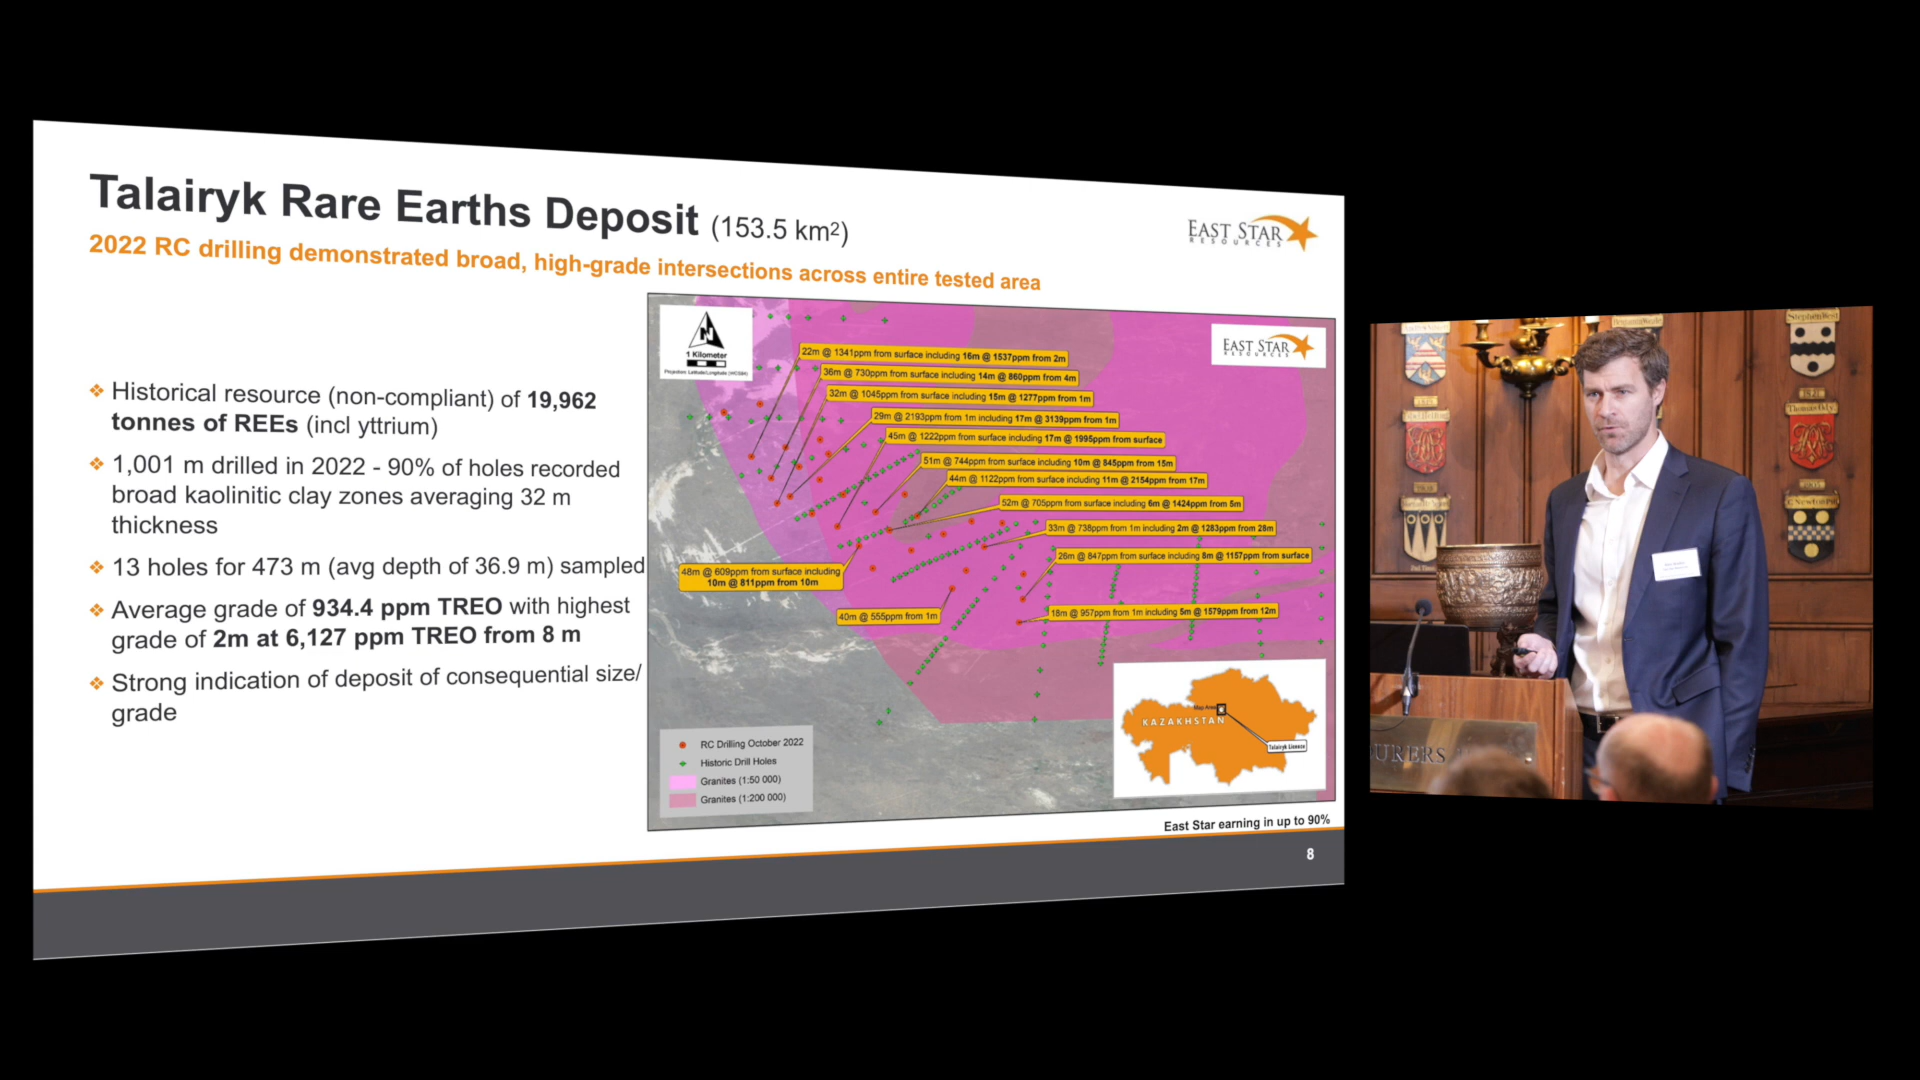 Talairyk Rare Earths Deposit (153.5 km²)
2022 RC drilling demonstrated broad, high-grade intersections across entire tested area
EAST STAR
RESOURCES
❖ Historical resource (non-compliant) of 19,962
tonnes of REEs (incl yttrium)
❖ 1,001 m drilled in 2022 - 90% of holes recorded
broad kaolinitic clay zones averaging 32 m
thickness
❖ 13 holes for 473 m (avg depth of 36.9 m) sampled
❖ Average grade of 934.4 ppm TREO with highest
grade of 2m at 6,127 ppm TREO from 8 m
❖ Strong indication of deposit of consequential size/
grade
N
1 Kilometer
Projection: Latitude/Longitude (WGS84)
EAST STAR
RESOURCES
22m @ 1341ppm from surface including 16m @ 1537ppm from 2m
36m @ 730ppm from surface including 14m @ 860ppm from 4m
32m @ 1045ppm from surface including 15m @ 1277ppm from 1m
29m @ 2193ppm from 1m including 17m @ 3139ppm from 1m
45m @ 1222ppm from surface including 17m @ 1995ppm from surface
51m @ 744ppm from surface including 10m @ 845ppm from 15m
44m @ 1122ppm from surface including 11m @ 2154ppm from 17m
52m @ 705ppm from surface including 6m @ 1424ppm from 5m
33m @ 738ppm from 1m including 2m @ 1283ppm from 28m
26m @ 847ppm from surface including 8m @ 1157ppm from surface
48m @ 609ppm from surface including
10m @ 811ppm from 10m
40m @ 555ppm from 1m
18m @ 957ppm from 1m including 5m @ 1579ppm from 12m
RC Drilling October 2022
Historic Drill Holes
Granites (1:50 000)
Granites (1:200 000)
Map Area
KAZAKHSTAN
Talairyk Licence
East Star earning in up to 90%
8
Stephen West
1921
URERS